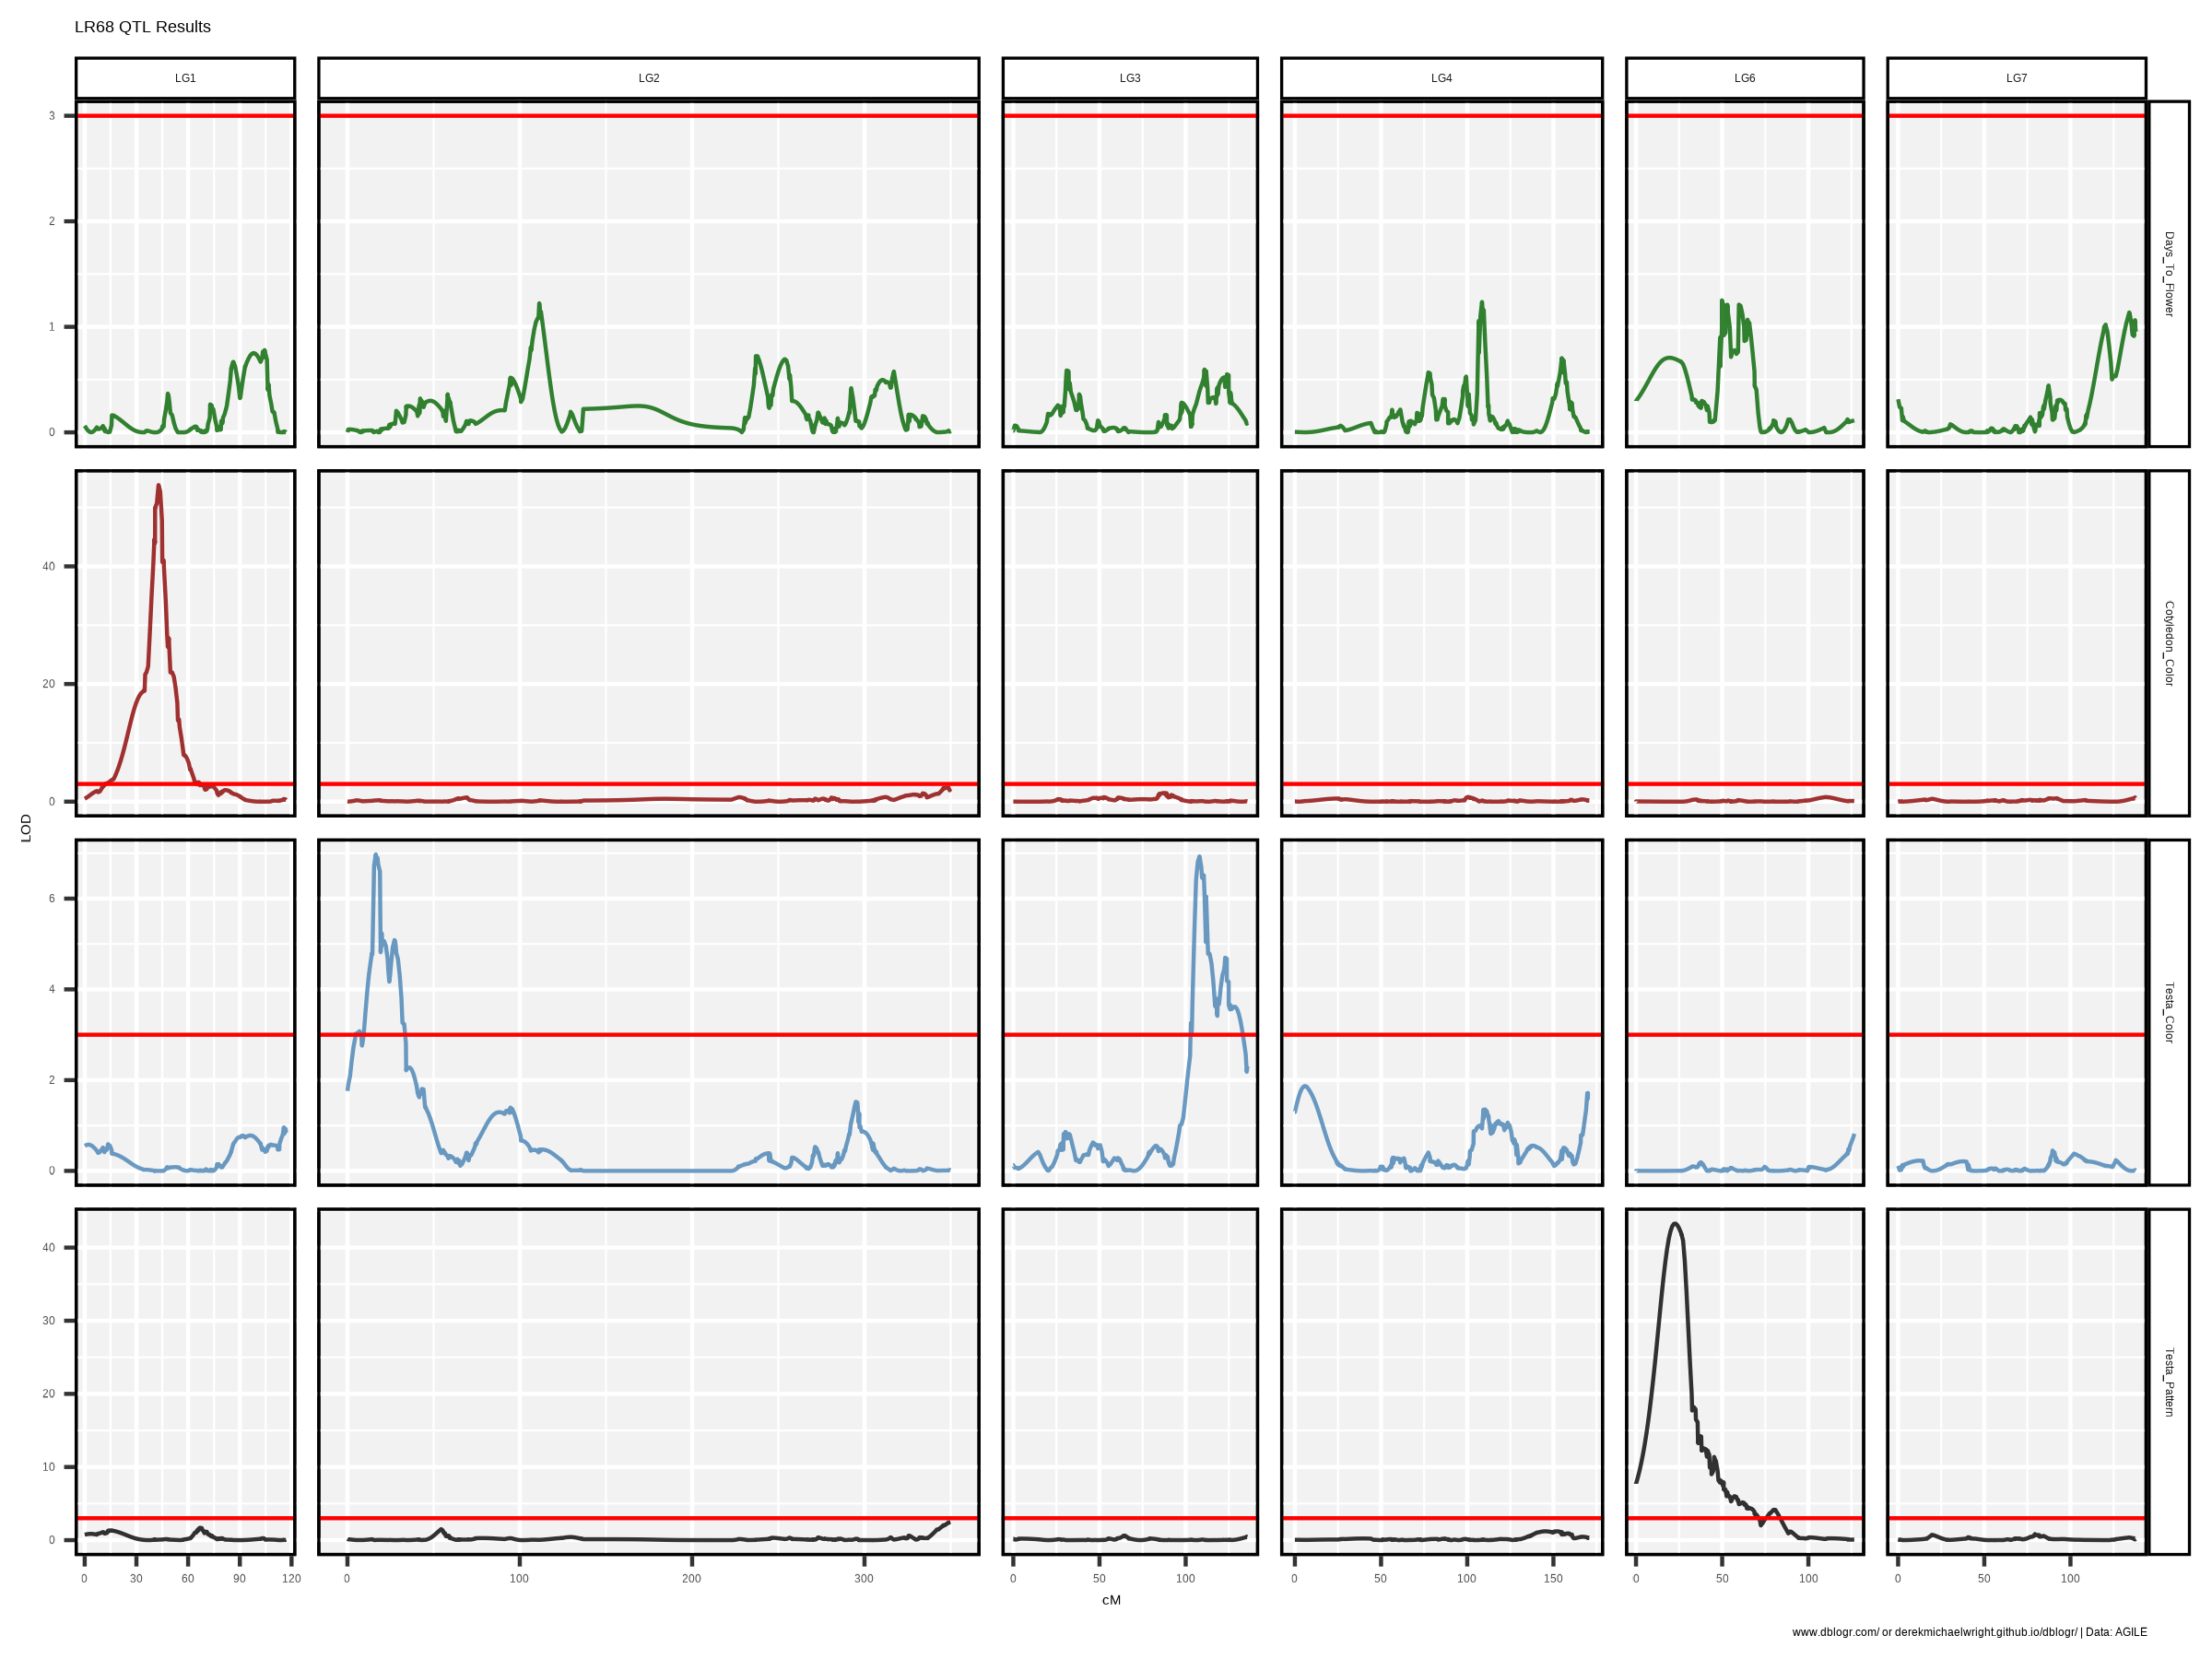 LR68 QTL Results
LG1 LG2 LG3 LG4 LG6 LG7
3
2
1
0
Days_To_Flower
40
20
0
Cotyledon_Color
LOD
6
4
2
0
Testa_Color
40
30
20
10
0
Testa_Pattern
0 30 60 90 120 0 100 200 300 0 50 100 0 50 100 150 0 50 100 0 50 100
cM
www.dblogr.com/ or derekmichaelwright.github.io/dblogr/ | Data: AGILE